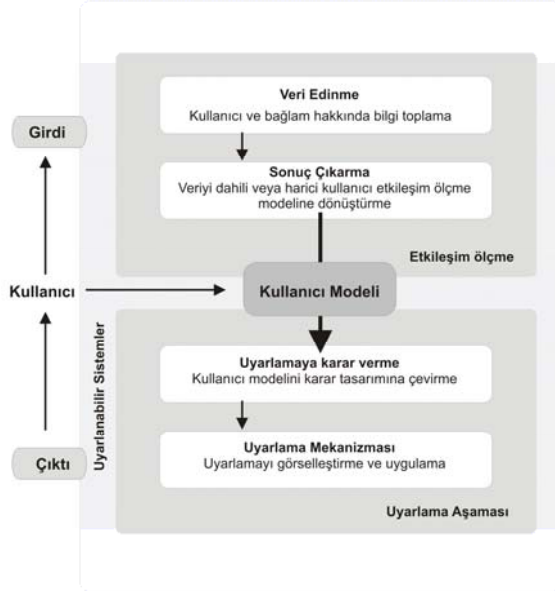 Veri Edinme
Kullanıcı ve bağlam hakkında bilgi toplama
Girdi
Sonuç Çıkarma
Veriyi dahili veya harici kullanıcı etkileşim ölçme
modeline dönüştürme
Etkileşim ölçme
Kullanıcı
Kullanıcı Modeli
Uyarlanabilir Sistemler
Uyarlamaya karar verme
Kullanıcı modelini karar tasarımına çevirme
Çıktı
Uyarlama Mekanizması
Uyarlamayı görselleştirme ve uygulama
Uyarlama Aşaması